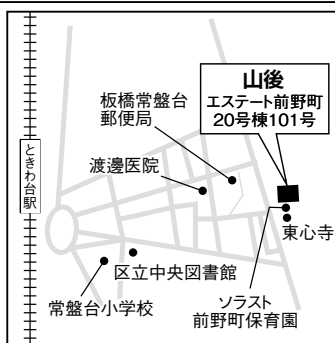 山後
エステート前野町
20号棟101号
板橋常盤台
郵便局
渡邊医院
ときわ台駅
東心寺
区立中央図書館
ソラスト
前野町保育園
常盤台小学校